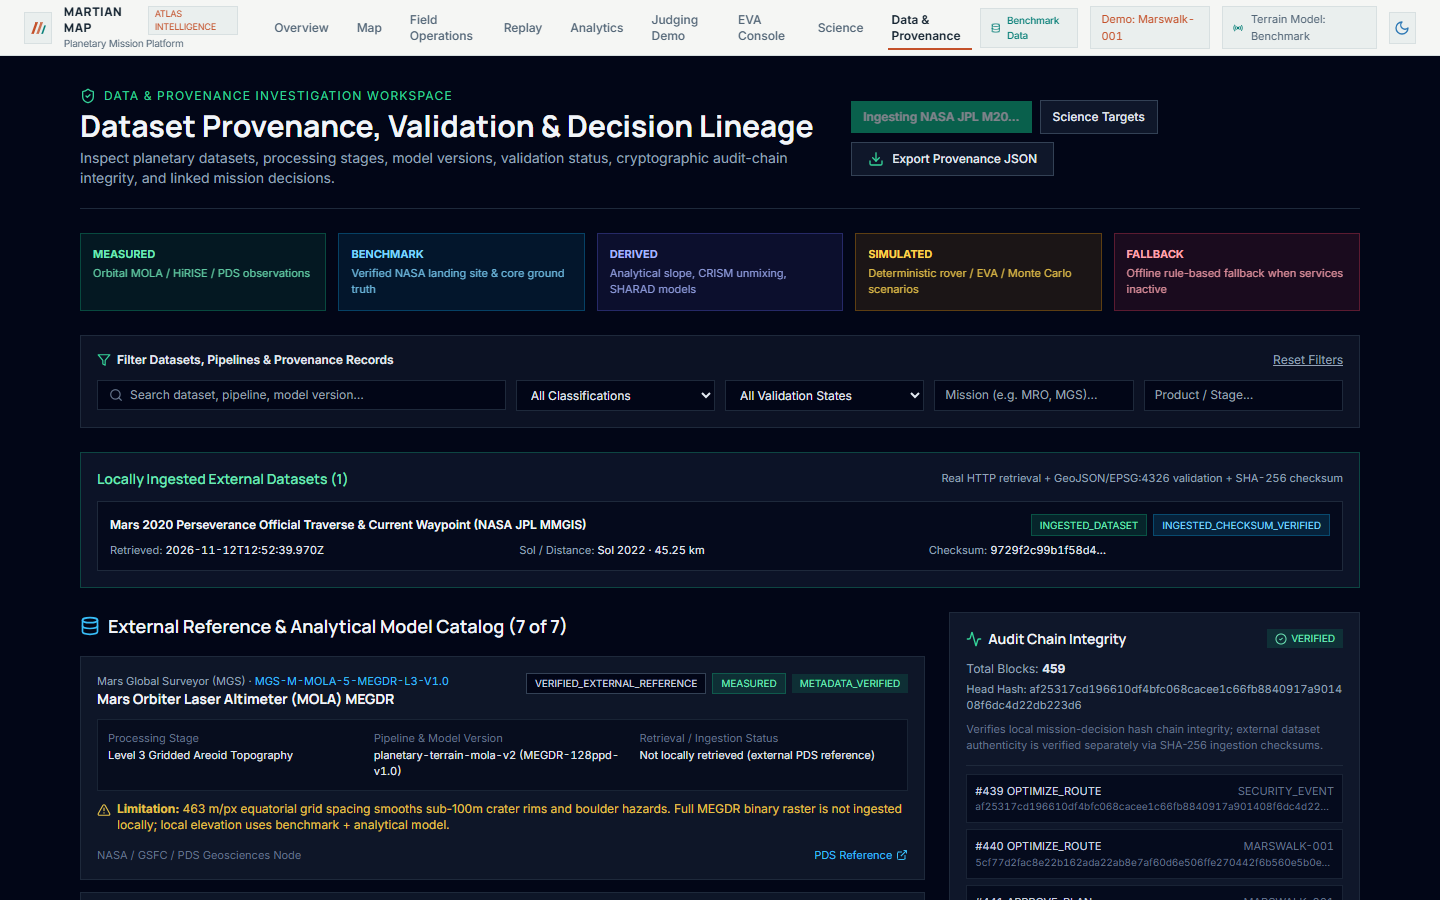 MARTIAN MAP
ATLAS INTELLIGENCE
Planetary Mission Platform
Overview
Map
Field Operations
Replay
Analytics
Judging Demo
EVA Console
Science
Data & Provenance
Benchmark Data
Demo: Marswalk-001
Terrain Model: Benchmark
DATA & PROVENANCE INVESTIGATION WORKSPACE
Dataset Provenance, Validation & Decision Lineage
Inspect planetary datasets, processing stages, model versions, validation status, cryptographic audit-chain
integrity, and linked mission decisions.
Ingesting NASA JPL M20...
Science Targets
Export Provenance JSON
MEASURED
Orbital MOLA / HiRISE / PDS observations
BENCHMARK
Verified NASA landing site & core ground
truth
DERIVED
Analytical slope, CRISM unmixing,
SHARAD models
SIMULATED
Deterministic rover / EVA / Monte Carlo
scenarios
FALLBACK
Offline rule-based fallback when services
inactive
Filter Datasets, Pipelines & Provenance Records
Reset Filters
Search dataset, pipeline, model version...
All Classifications
All Validation States
Mission (e.g. MRO, MGS)...
Product / Stage...
Locally Ingested External Datasets (1)
Real HTTP retrieval + GeoJSON/EPSG:4326 validation + SHA-256 checksum
Mars 2020 Perseverance Official Traverse & Current Waypoint (NASA JPL MMGIS)
INGESTED_DATASET
INGESTED_CHECKSUM_VERIFIED
Retrieved: 2026-11-12T12:52:39.970Z
Sol / Distance: Sol 2022 · 45.25 km
Checksum: 9729f2c99b1f58d4...
External Reference & Analytical Model Catalog (7 of 7)
Mars Global Surveyor (MGS) · MGS-M-MOLA-5-MEGDR-L3-V1.0
Mars Orbiter Laser Altimeter (MOLA) MEGDR
VERIFIED_EXTERNAL_REFERENCE
MEASURED
METADATA_VERIFIED
Processing Stage
Level 3 Gridded Areoid Topography
Pipeline & Model Version
planetary-terrain-mola-v2 (MEGDR-128ppd-
v1.0)
Retrieval / Ingestion Status
Not locally retrieved (external PDS reference)
Limitation: 463 m/px equatorial grid spacing smooths sub-100m crater rims and boulder hazards. Full MEGDR binary raster is not ingested
locally; local elevation uses benchmark + analytical model.
NASA / GSFC / PDS Geosciences Node
PDS Reference
Audit Chain Integrity
VERIFIED
Total Blocks: 459
Head Hash: af25317cd196610df4bfc068cacee1c66fb8840917a9014
08f6dc4d22db223d6
Verifies local mission-decision hash chain integrity; external dataset
authenticity is verified separately via SHA-256 ingestion checksums.
#439 OPTIMIZE_ROUTE
SECURITY_EVENT
af25317cd196610df4bfc068cacee1c66fb8840917a901408f6dc4d22...
#440 OPTIMIZE_ROUTE
MARSWALK-001
5cf77d2fac8e22b162ada22ab8e7af60d6e506ffe270442f6b560e5b0e...